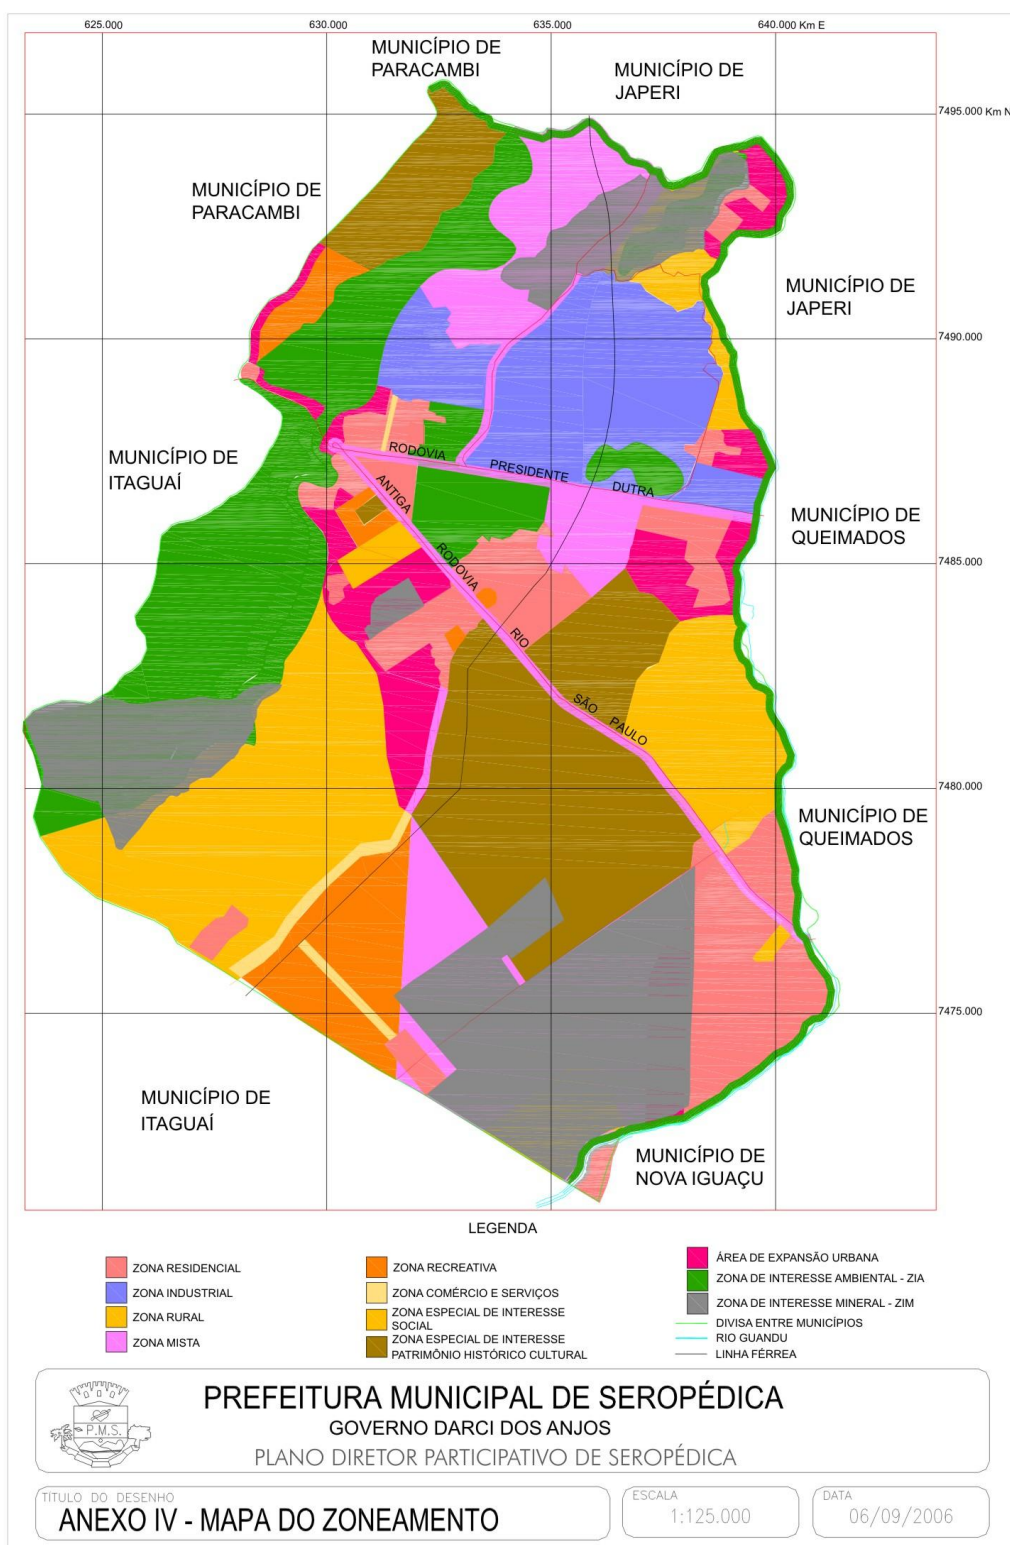 625.000
630.000
635.000
640.000 Km E
MUNICÍPIO DE
PARACAMBI
MUNICÍPIO DE
JAPERI
7495.000 Km N
MUNICÍPIO DE
PARACAMBI
MUNICÍPIO DE
JAPERI
7490.000
MUNICÍPIO DE
ITAGUAÍ
RODOVIA PRESIDENTE DUTRA
ANTIGA RODOVIA RIO SÃO PAULO
MUNICÍPIO DE
QUEIMADOS
7485.000
7480.000
MUNICÍPIO DE
QUEIMADOS
7475.000
MUNICÍPIO DE
ITAGUAÍ
MUNICÍPIO DE
NOVA IGUAÇU
LEGENDA
ZONA RESIDENCIAL
ZONA INDUSTRIAL
ZONA RURAL
ZONA MISTA
ZONA RECREATIVA
ZONA COMÉRCIO E SERVIÇOS
ZONA ESPECIAL DE INTERESSE
SOCIAL
ZONA ESPECIAL DE INTERESSE
PATRIMÔNIO HISTÓRICO CULTURAL
ÁREA DE EXPANSÃO URBANA
ZONA DE INTERESSE AMBIENTAL - ZIA
ZONA DE INTERESSE MINERAL - ZIM
DIVISA ENTRE MUNICÍPIOS
RIO GUANDU
LINHA FÉRREA
P.M.S.
PREFEITURA MUNICIPAL DE SEROPÉDICA
GOVERNO DARCI DOS ANJOS
PLANO DIRETOR PARTICIPATIVO DE SEROPÉDICA
TÍTULO DO DESENHO
ANEXO IV - MAPA DO ZONEAMENTO
ESCALA
1:125.000
DATA
06/09/2006